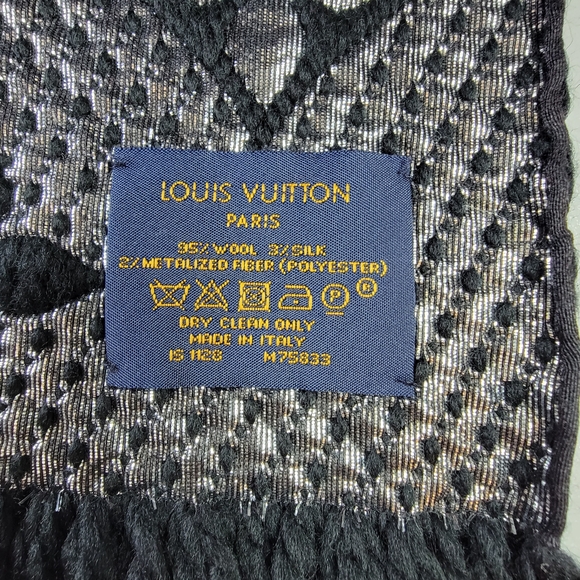 LOUIS VUITTON
PARIS
95% WOOL 3% SILK
2% METALIZED FIBER (POLYESTER)
P ®
DRY CLEAN ONLY
MADE IN ITALY
IS 1128 M75833